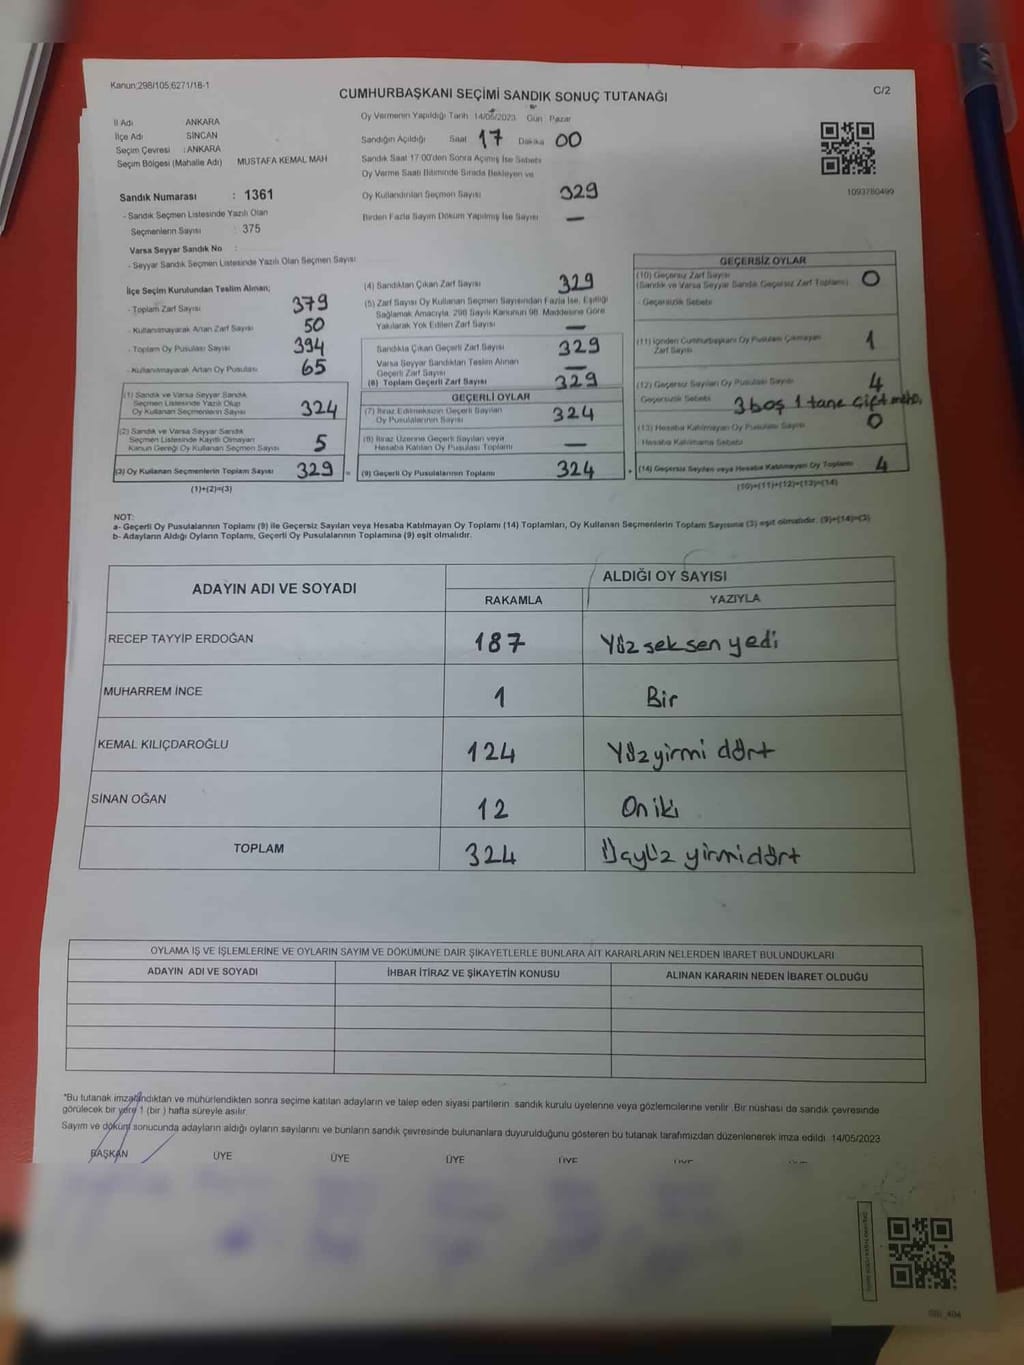 Kanun;298/105;6271/18-1
C/2
CUMHURBAŞKANI SEÇİMİ SANDIK SONUÇ TUTANAĞI
İl Adı ANKARA
İlçe Adı SİNCAN
Seçim Çevresi : ANKARA
Seçim Bölgesi (Mahalle Adı) MUSTAFA KEMAL MAH
Oy Vermenin Yapıldığı Tarih 14/05/2023 Gün : Pazar
Sandığın Açıldığı Saat 17 Dakika 00
Sandık Saat 17:00'den Sonra Açılmış İse Sebebi
Oy Verme Saati Bitiminde Sırada Bekleyen ve
Oy Kullandırılan Seçmen Sayısı 329
Birden Fazla Sayım Döküm Yapılmış İse Sayısı —
1093780499
Sandık Numarası : 1361
- Sandık Seçmen Listesinde Yazılı Olan
Seçmenlerin Sayısı : 375
Varsa Seyyar Sandık No :
- Seyyar Sandık Seçmen Listesinde Yazılı Olan Seçmen Sayısı
İlçe Seçim Kurulundan Teslim Alınan;
- Toplam Zarf Sayısı 379
- Kullanılmayarak Artan Zarf Sayısı 50
- Toplam Oy Pusulası Sayısı 394
- Kullanılmayarak Artan Oy Pusulası 65
(1) Sandık ve Varsa Seyyar Sandık
Seçmen Listesinde Yazılı Olup
Oy Kullanan Seçmenlerin Sayısı 324
(2) Sandık ve Varsa Seyyar Sandık
Seçmen Listesinde Kayıtlı Olmayan
Kanun Gereği Oy Kullanan Seçmen Sayısı 5
(3) Oy Kullanan Seçmenlerin Toplam Sayısı 329
(1)+(2)=(3)
(4) Sandıktan Çıkan Zarf Sayısı 329
(5) Zarf Sayısı Oy Kullanan Seçmen Sayısından Fazla İse, Eşitliği
Sağlamak Amacıyla, 298 Sayılı Kanunun 98. Maddesine Göre
Yakılarak Yok Edilen Zarf Sayısı —
Sandıkta Çıkan Geçerli Zarf Sayısı 329
Varsa Seyyar Sandıktan Teslim Alınan
Geçerli Zarf Sayısı —
(6) Toplam Geçerli Zarf Sayısı 329
GEÇERLİ OYLAR
(7) İtiraz Edilmeksizin Geçerli Sayılan
Oy Pusulalarının Sayısı 324
(8) İtiraz Üzerine Geçerli Sayılan veya
Hesaba Katılan Oy Pusulası Toplamı —
= (9) Geçerli Oy Pusulalarının Toplamı 324
GEÇERSİZ OYLAR
(10) Geçersiz Zarf Sayısı 0
(Sandık ve Varsa Seyyar Sandık Geçersiz Zarf Toplamı)
- Geçersizlik Sebebi
(11) İçinden Cumhurbaşkanı Oy Pusulası Çıkmayan
Zarf Sayısı 1
(12) Geçersiz Sayılan Oy Pusulası Sayısı 4
Geçersizlik Sebebi 3 boş 1 tane çift
(13) Hesaba Katılmayan Oy Pusulası Sayısı 0
Hesaba Katılmama Sebebi
+ (14) Geçersiz Sayılan veya Hesaba Katılmayan Oy Toplamı 4
(10)+(11)+(12)+(13)=(14)
NOT:
a- Geçerli Oy Pusulalarının Toplamı (9) ile Geçersiz Sayılan veya Hesaba Katılmayan Oy Toplamı (14) Toplamları, Oy Kullanan Seçmenlerin Toplam Sayısına (3) eşit olmalıdır. (9)+(14)=(3)
b- Adayların Aldığı Oyların Toplamı, Geçerli Oy Pusulalarının Toplamına (9) eşit olmalıdır.
ADAYIN ADI VE SOYADI
ALDIĞI OY SAYISI
RAKAMLA YAZIYLA
RECEP TAYYİP ERDOĞAN 187 Yüz seksen yedi
MUHARREM İNCE 1 Bir
KEMAL KILIÇDAROĞLU 124 Yüzyirmi dört
SİNAN OĞAN 12 On iki
TOPLAM 324 Üçyüz yirmidört
OYLAMA İŞ VE İŞLEMLERİNE VE OYLARIN SAYIM VE DÖKÜMÜNE DAİR ŞİKAYETLERLE BUNLARA AİT KARARLARIN NELERDEN İBARET BULUNDUKLARI
ADAYIN ADI VE SOYADI İHBAR İTİRAZ VE ŞİKAYETİN KONUSU ALINAN KARARIN NEDEN İBARET OLDUĞU
"Bu tutanak imzalandıktan ve mühürlendikten sonra seçime katılan adayların ve talep eden siyasi partilerin sandık kurulu üyelerine veya gözlemcilerine verilir .Bir nüshası da sandık çevresinde
görülecek bir yere 1 (bir ) hafta süreyle asılır.
Sayım ve döküm sonucunda adayların aldığı oyların sayılarını ve bunların sandık çevresinde bulunanlara duyurulduğunu gösteren bu tutanak tarafımızdan düzenlenerek imza edildi. 14/05/2023
BAŞKAN ÜYE ÜYE ÜYE ÜYE ÜYE